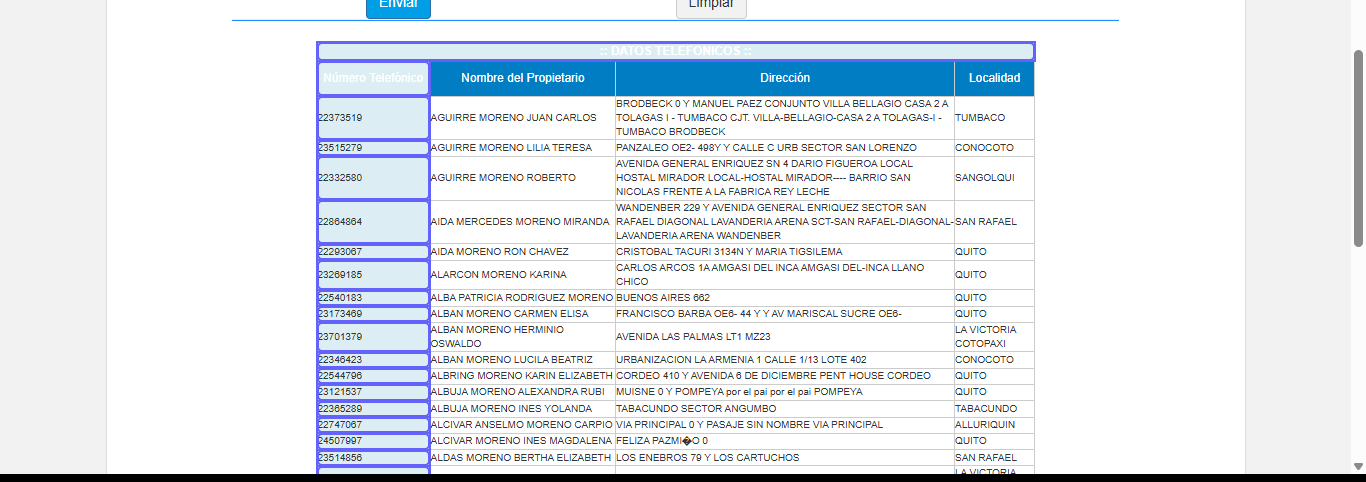 Enviar Limpiar
:: DATOS TELEFONICOS ::
Número Telefónico Nombre del Propietario Dirección Localidad
22373519 AGUIRRE MORENO JUAN CARLOS BRODBECK 0 Y MANUEL PAEZ CONJUNTO VILLA BELLAGIO CASA 2 A TUMBACO
TOLAGAS I - TUMBACO CJT. VILLA-BELLAGIO-CASA 2 A TOLAGAS-I -
TUMBACO BRODBECK
23515279 AGUIRRE MORENO LILIA TERESA PANZALEO OE2- 498Y Y CALLE C URB SECTOR SAN LORENZO CONOCOTO
22332580 AGUIRRE MORENO ROBERTO AVENIDA GENERAL ENRIQUEZ SN 4 DARIO FIGUEROA LOCAL SANGOLQUI
HOSTAL MIRADOR LOCAL-HOSTAL MIRADOR---- BARRIO SAN
NICOLAS FRENTE A LA FABRICA REY LECHE
22864864 AIDA MERCEDES MORENO MIRANDA WANDENBER 229 Y AVENIDA GENERAL ENRIQUEZ SECTOR SAN SAN RAFAEL
RAFAEL DIAGONAL LAVANDERIA ARENA SCT-SAN RAFAEL-DIAGONAL-
LAVANDERIA ARENA WANDENBER
22293067 AIDA MORENO RON CHAVEZ CRISTOBAL TACURI 3134N Y MARIA TIGSILEMA QUITO
23269185 ALARCON MORENO KARINA CARLOS ARCOS 1A AMGASI DEL INCA AMGASI DEL-INCA LLANO QUITO
CHICO
22540183 ALBA PATRICIA RODRIGUEZ MORENO BUENOS AIRES 662 QUITO
23173469 ALBAN MORENO CARMEN ELISA FRANCISCO BARBA OE6- 44 Y Y AV MARISCAL SUCRE OE6- QUITO
23701379 ALBAN MORENO HERMINIO AVENIDA LAS PALMAS LT1 MZ23 LA VICTORIA
OSWALDO COTOPAXI
22346423 ALBAN MORENO LUCILA BEATRIZ URBANIZACION LA ARMENIA 1 CALLE 1/13 LOTE 402 CONOCOTO
22544796 ALBRING MORENO KARIN ELIZABETH CORDEO 410 Y AVENIDA 6 DE DICIEMBRE PENT HOUSE CORDEO QUITO
23121537 ALBUJA MORENO ALEXANDRA RUBI MUISNE 0 Y POMPEYA por el pai por el pai POMPEYA QUITO
22365289 ALBUJA MORENO INES YOLANDA TABACUNDO SECTOR ANGUMBO TABACUNDO
22747067 ALCIVAR ANSELMO MORENO CARPIO VIA PRINCIPAL 0 Y PASAJE SIN NOMBRE VIA PRINCIPAL ALLURIQUIN
24507997 ALCIVAR MORENO INES MAGDALENA FELIZA PAZMI�O 0 QUITO
23514856 ALDAS MORENO BERTHA ELIZABETH LOS ENEBROS 79 Y LOS CARTUCHOS SAN RAFAEL
LA VICTORIA